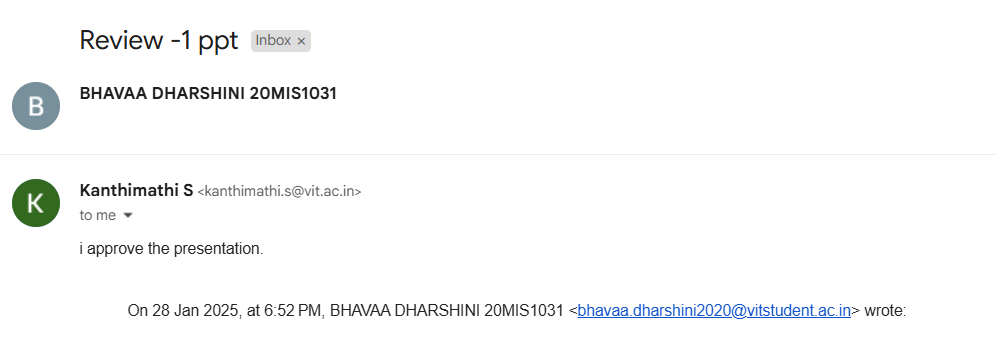 Review -1 ppt Inbox ×
B
BHAVAA DHARSHINI 20MIS1031
K
Kanthimathi S <kanthimathi.s@vit.ac.in>
to me
i approve the presentation.
On 28 Jan 2025, at 6:52 PM, BHAVAA DHARSHINI 20MIS1031 <bhavaa.dharshini2020@vitstudent.ac.in> wrote: